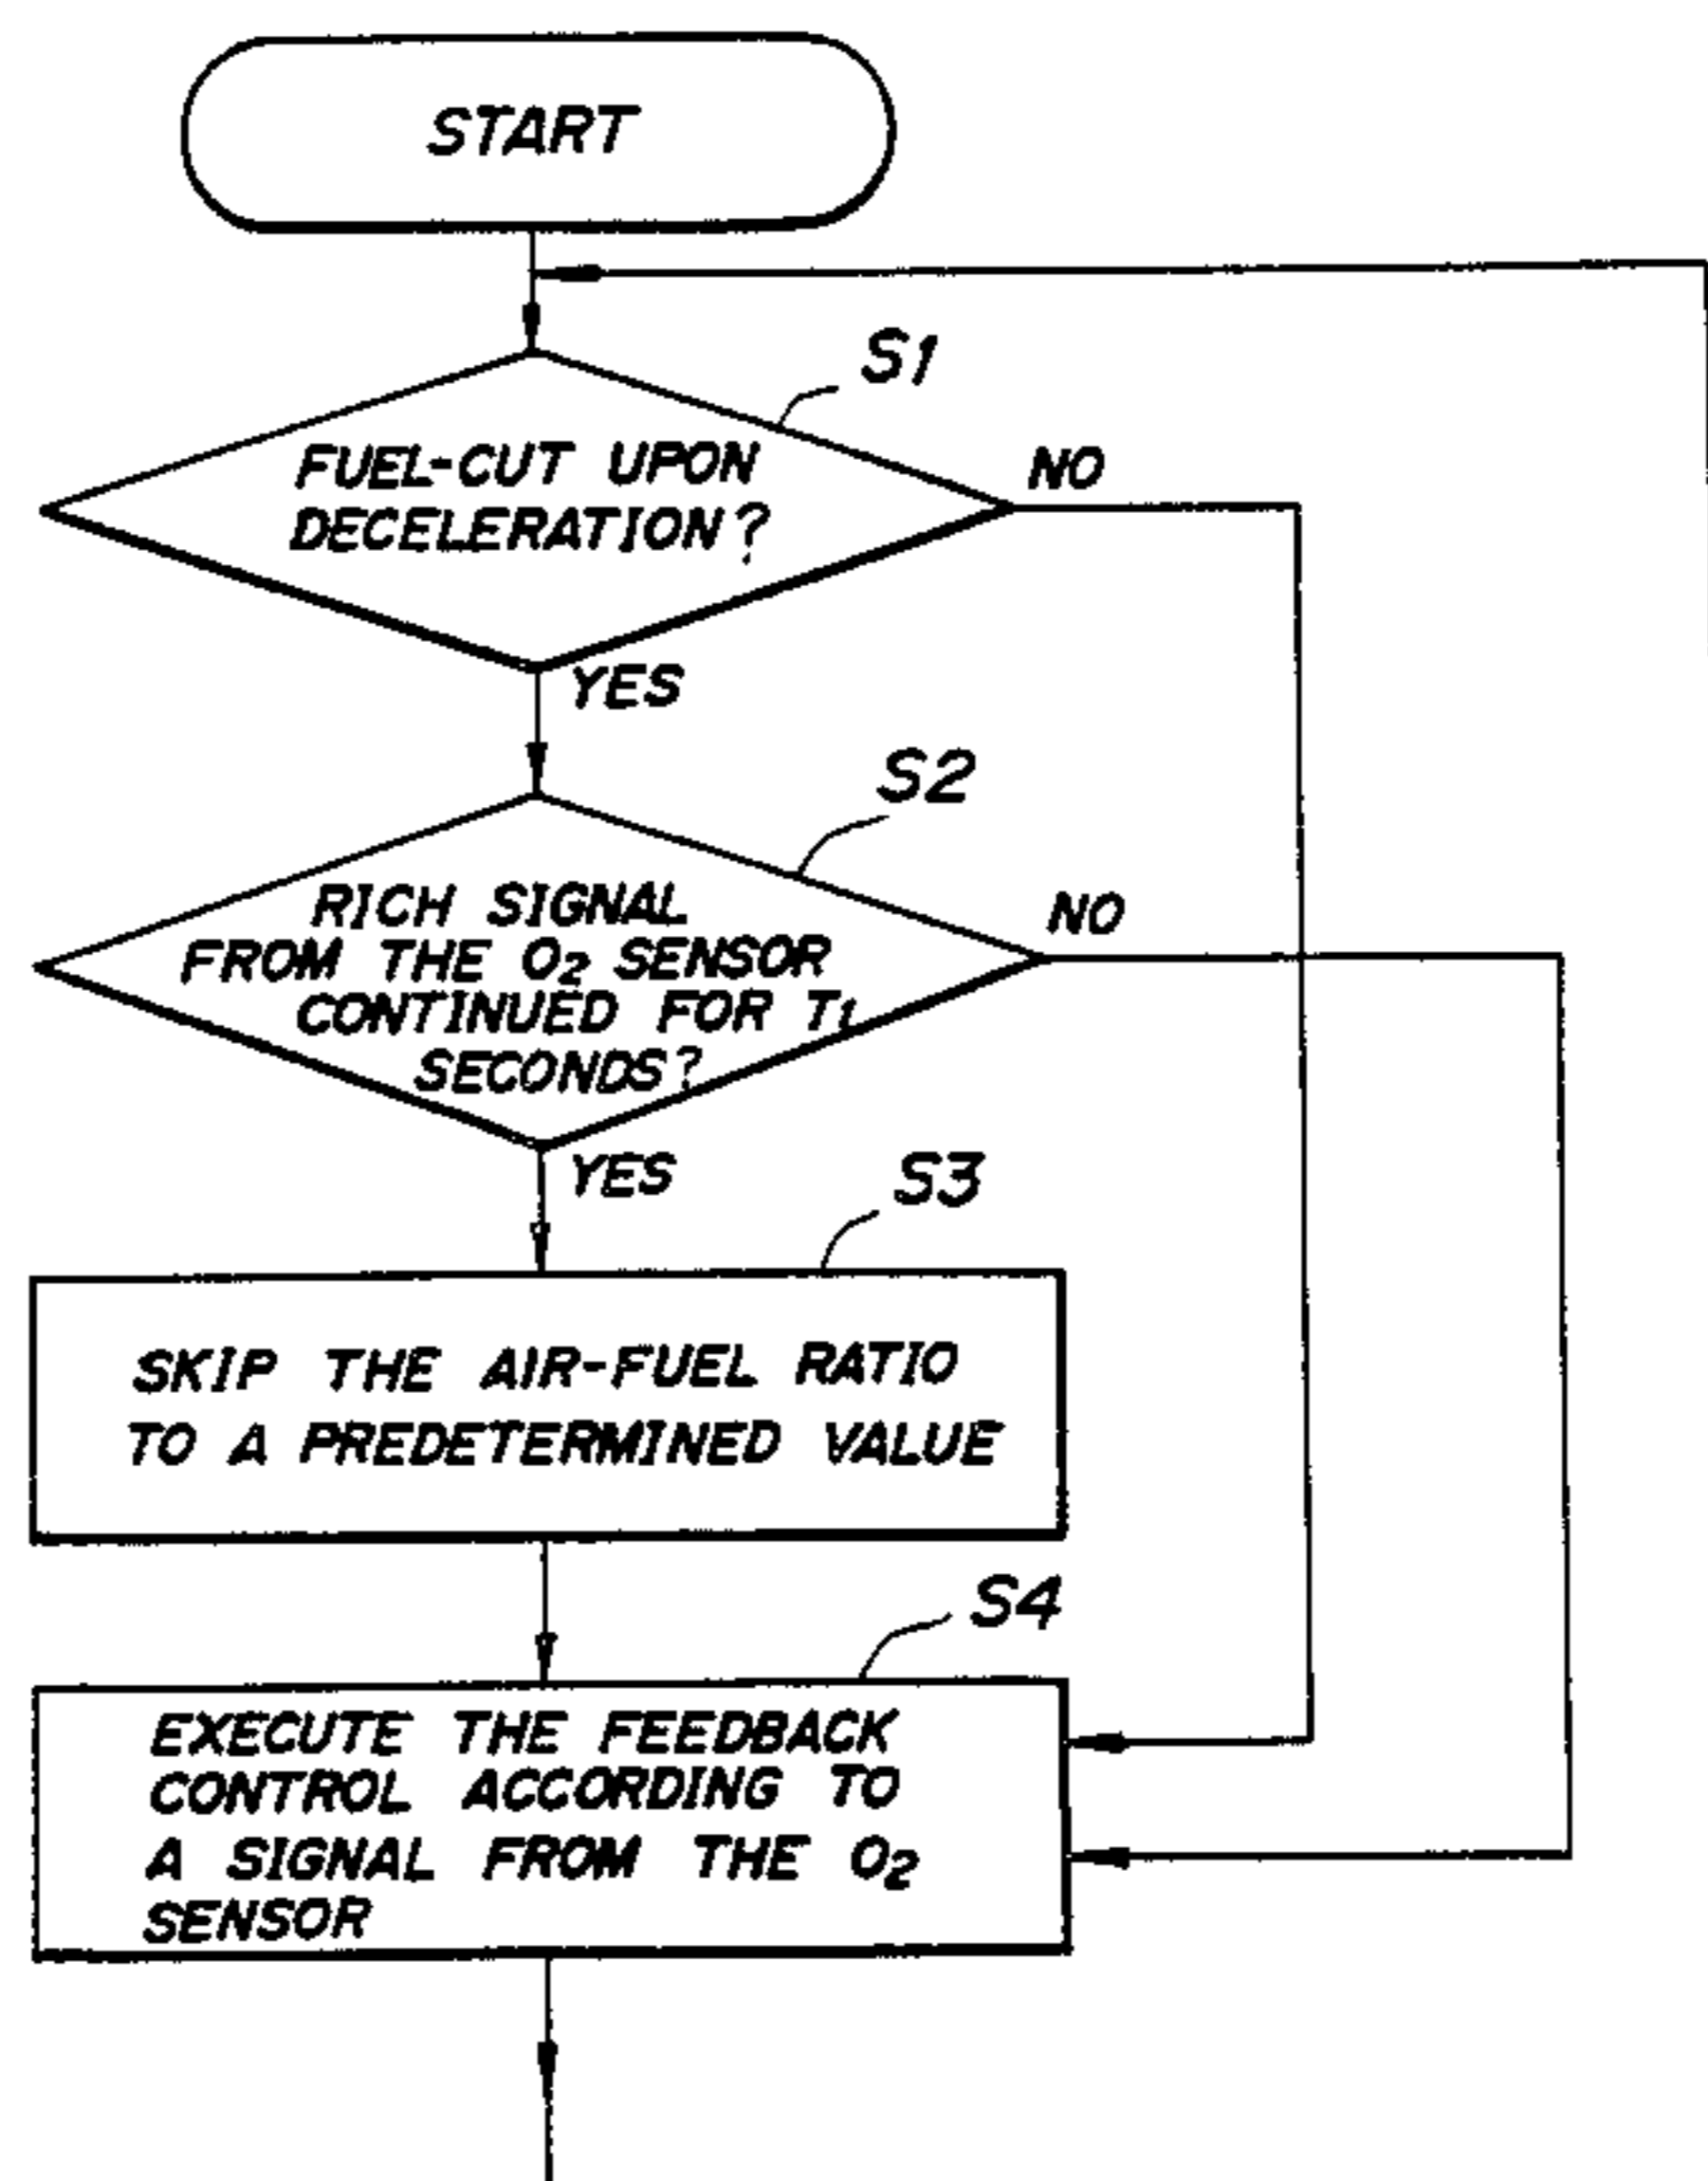 START
S1
FUEL-CUT UPON
DECELERATION?
NO
YES
S2
RICH SIGNAL
FROM THE O2 SENSOR
CONTINUED FOR T1
SECONDS?
NO
YES
S3
SKIP THE AIR-FUEL RATIO
TO A PREDETERMINED VALUE
S4
EXECUTE THE FEEDBACK
CONTROL ACCORDING TO
A SIGNAL FROM THE O2
SENSOR